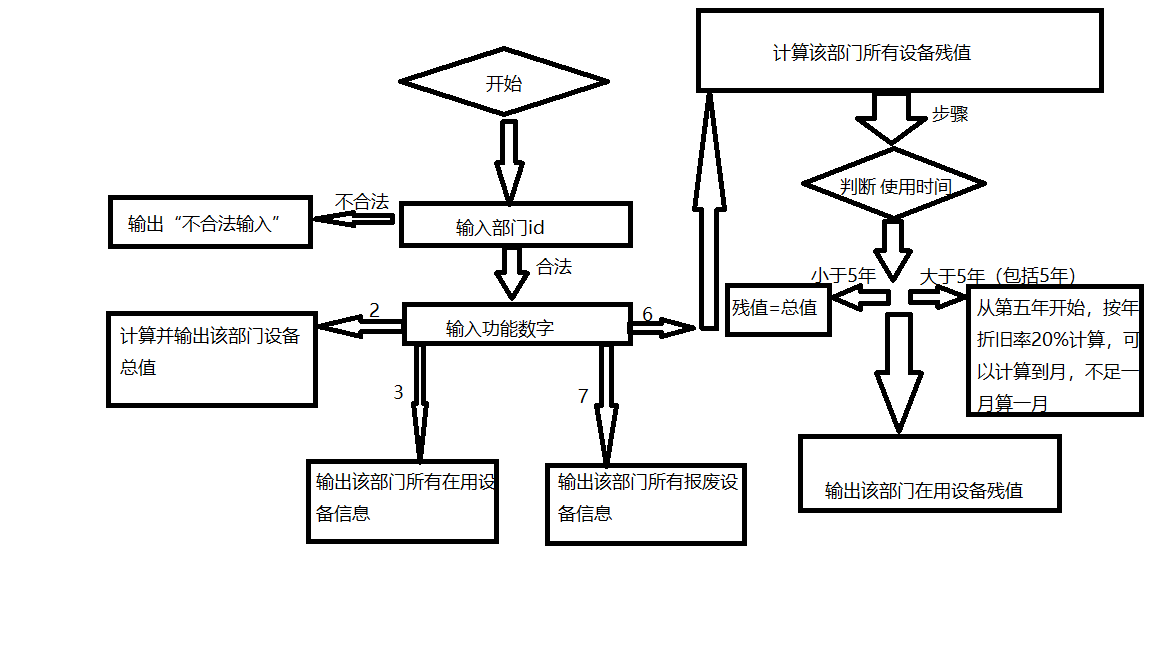 开始
不合法
输出“不合法输入”
输入部门id
合法
2
输入功能数字
6
计算并输出该部门设备
总值
3
7
输出该部门所有在用设
备信息
输出该部门所有报废设
备信息
计算该部门所有设备残值
步骤
判断 使用时间
小于5年
大于5年（包括5年）
残值=总值
从第五年开始，按年
折旧率20%计算，可
以计算到月，不足一
月算一月
输出该部门在用设备残值